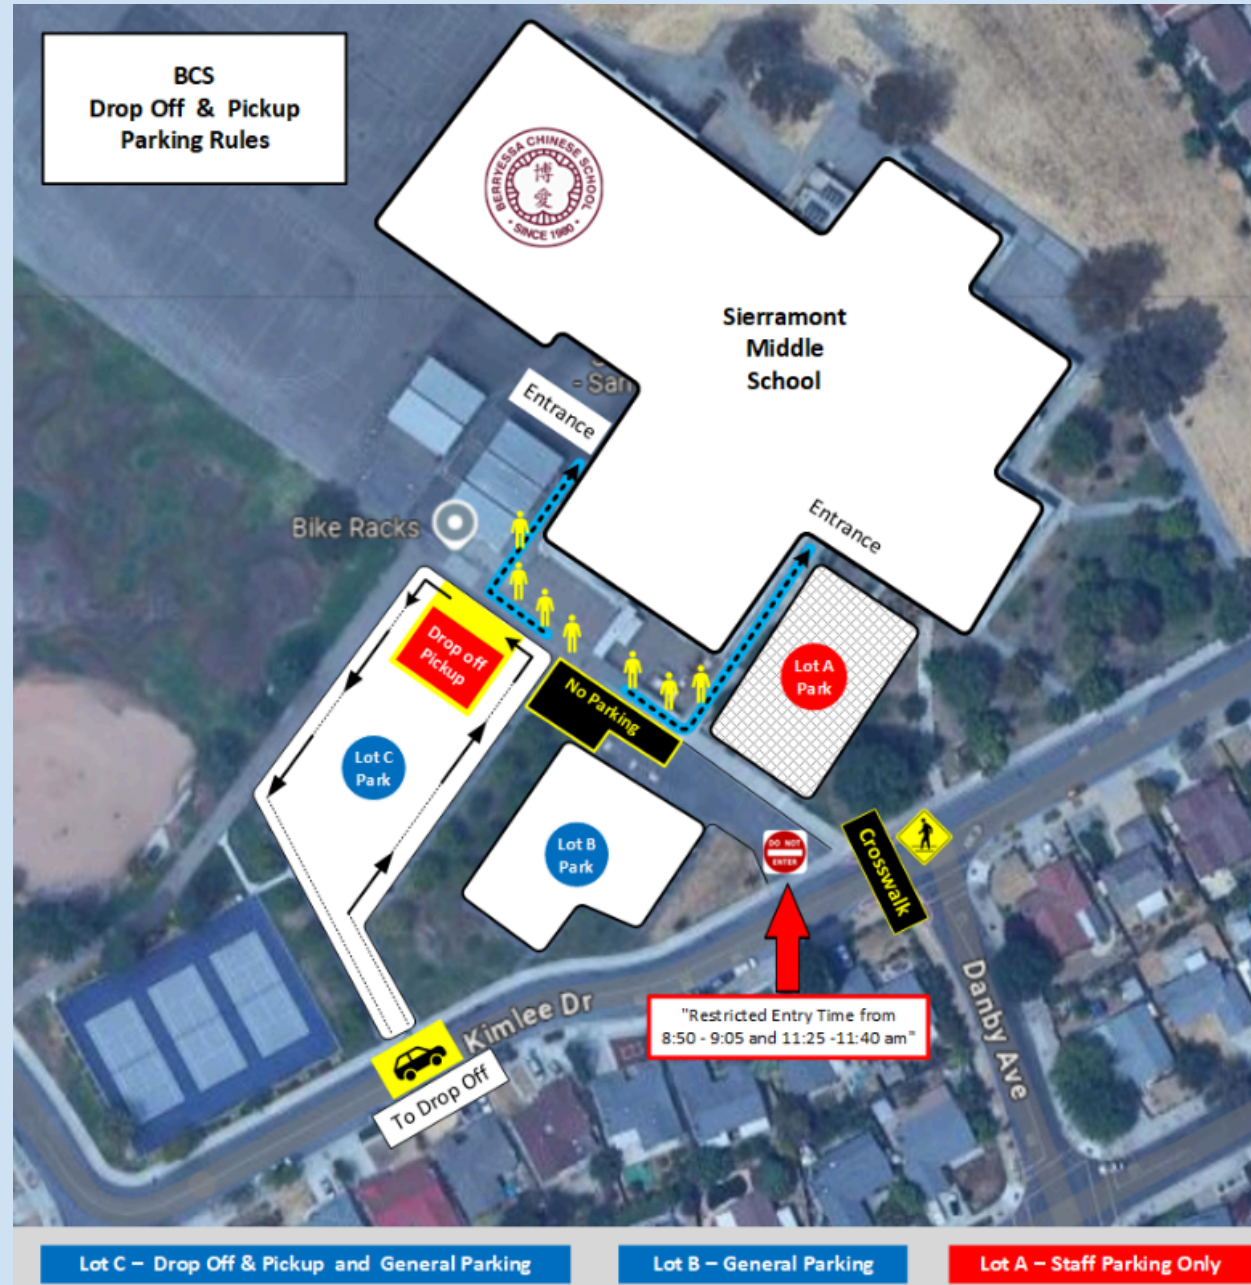 BCS
Drop Off & Pickup
Parking Rules
BERRYESSA CHINESE SCHOOL
博
愛
• SINCE 1980 •
Sierramont
Middle
School
- San
Entrance
Entrance
Bike Racks
Drop off
Pickup
No Parking
Lot A
Park
Lot C
Park
Lot B
Park
DO NOT
ENTER
Crosswalk
Danby Ave
Kimlee Dr
"Restricted Entry Time from
8:50 - 9:05 and 11:25 -11:40 am"
To Drop Off
Lot C – Drop Off & Pickup and General Parking
Lot B – General Parking
Lot A – Staff Parking Only